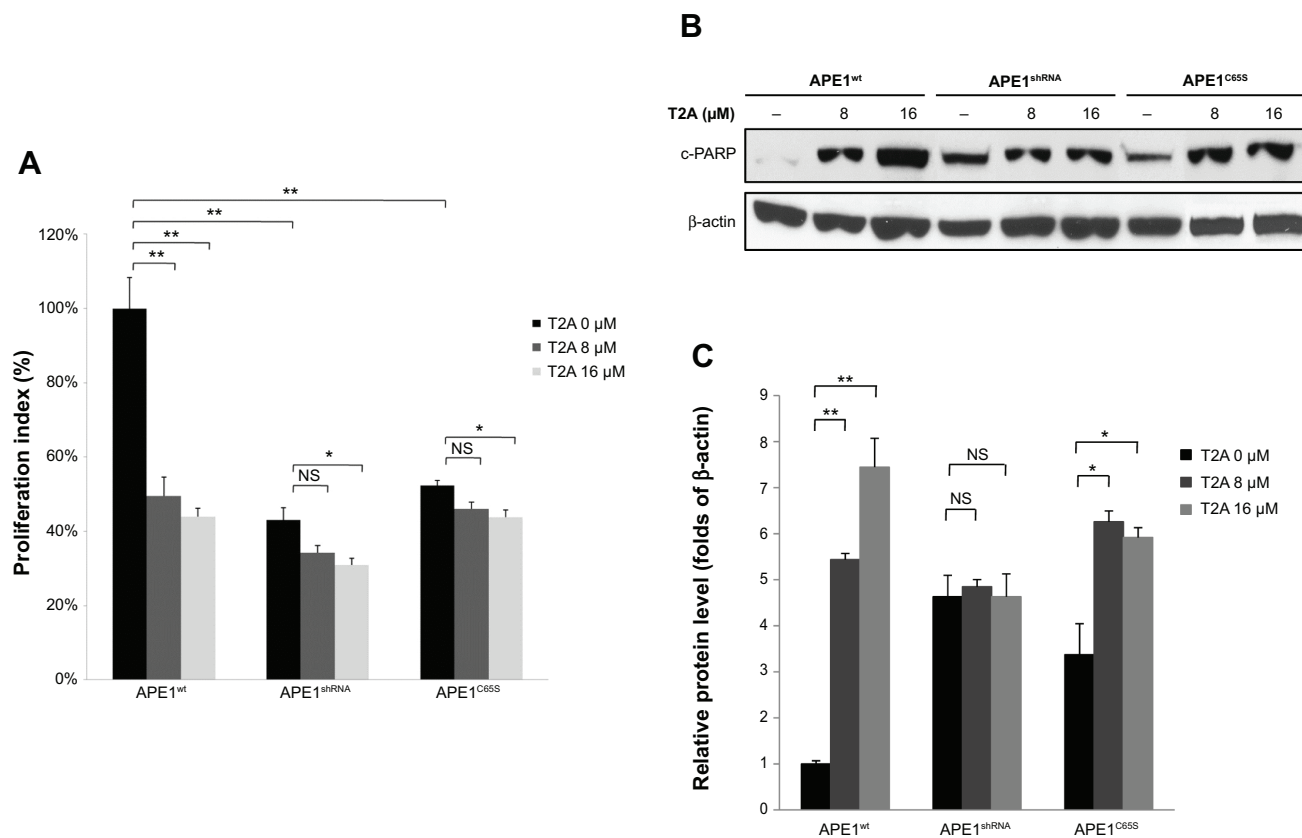 A
**
**
**
**
120%
100%
80%
60%
40%
20%
0%
Proliferation index (%)
T2A 0 μM
T2A 8 μM
T2A 16 μM
*
NS
*
NS
APE1wt
APE1shRNA
APE1C65S
B
APE1wt APE1shRNA APE1C65S
T2A (μM) – 8 16 – 8 16 – 8 16
c-PARP
β-actin
C
Relative protein level (folds of β-actin)
9
8
7
6
5
4
3
2
1
0
**
**
NS
NS
*
*
T2A 0 μM
T2A 8 μM
T2A 16 μM
APE1wt
APE1shRNA
APE1C65S